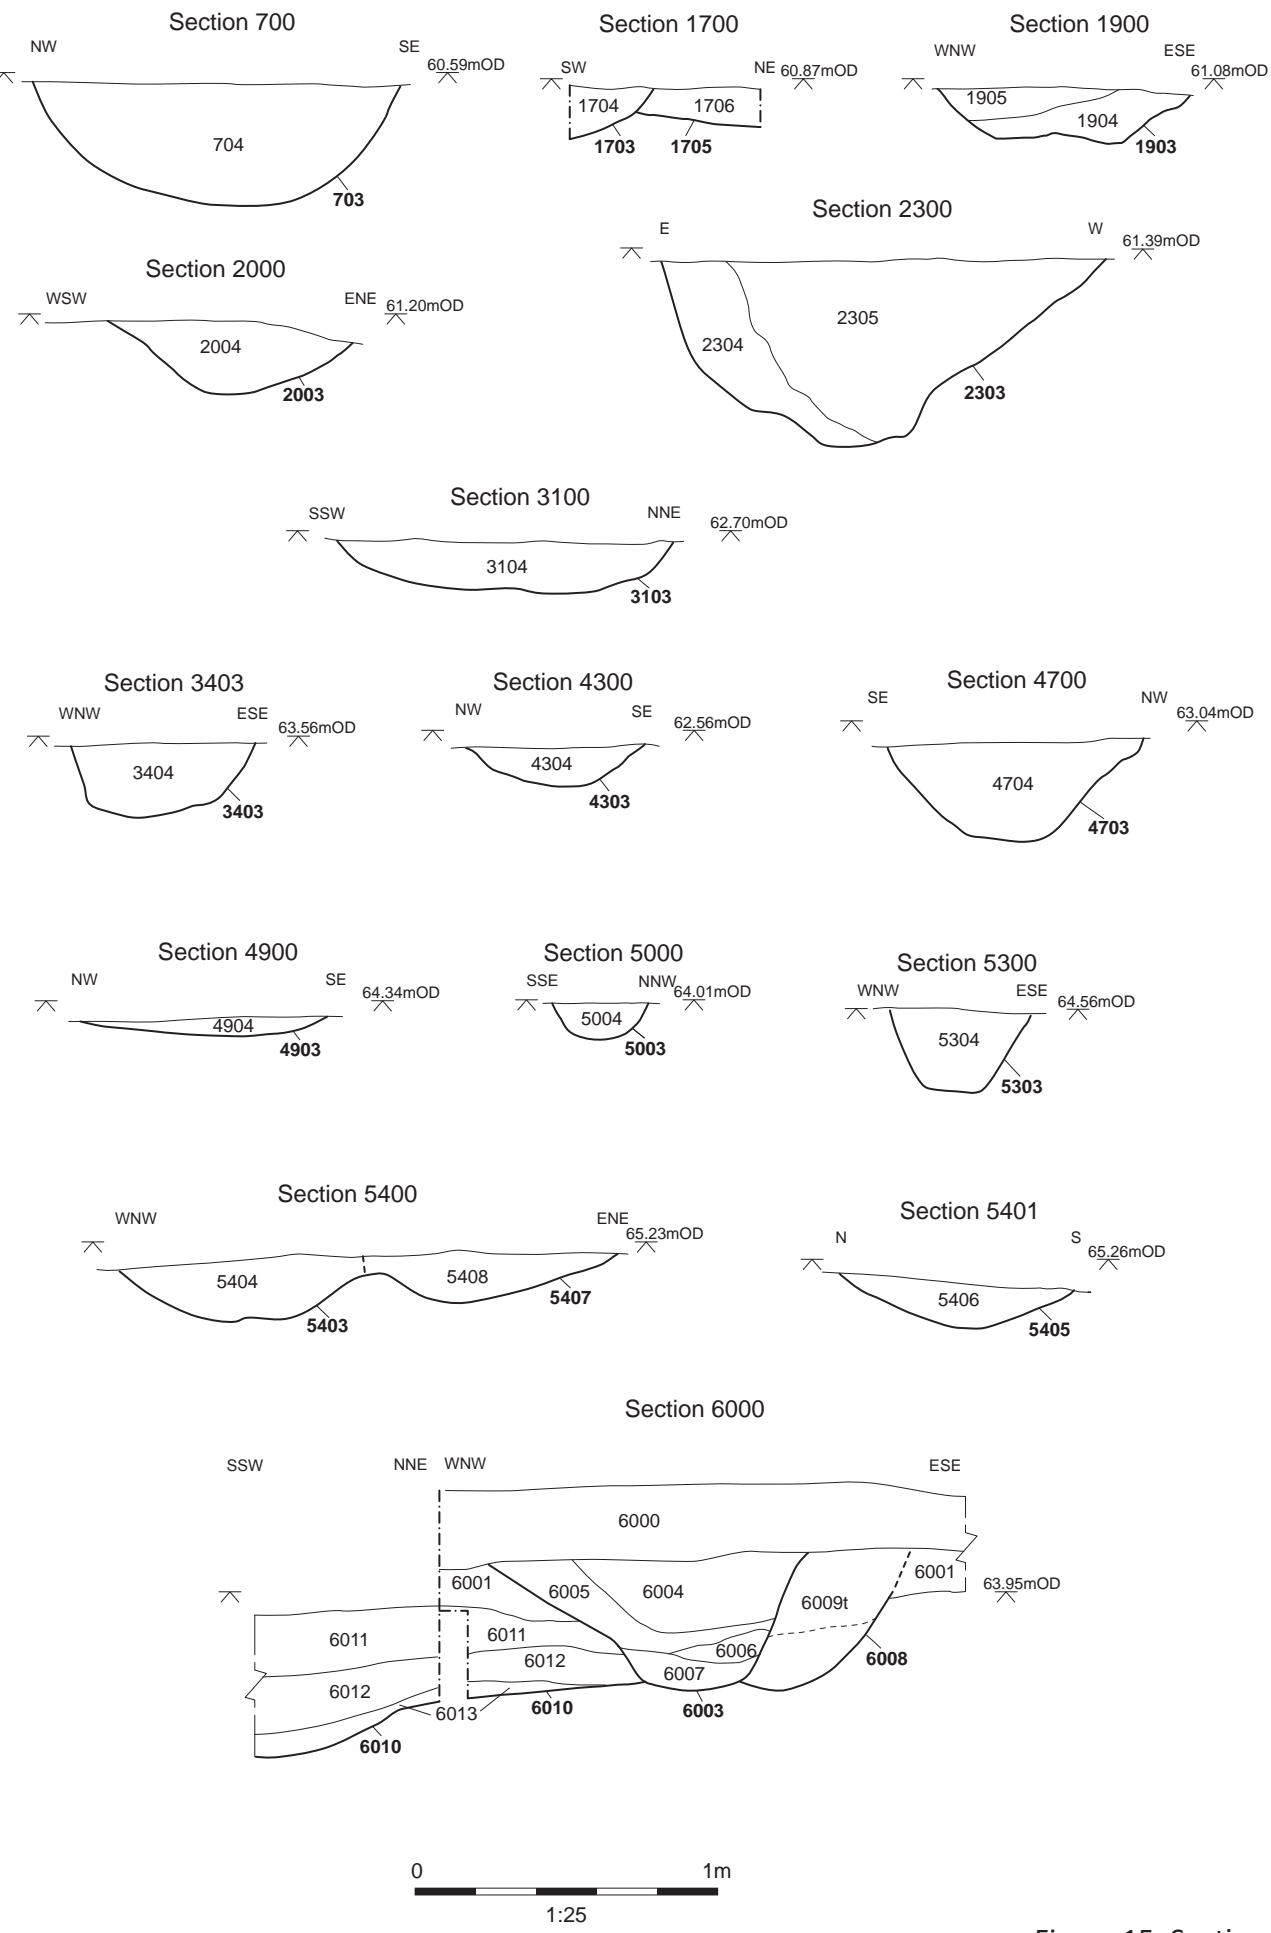 Section 700
NW SE 60.59mOD
704
703
Section 1700
SW NE 60.87mOD
1704 1706
1703 1705
Section 1900
WNW ESE 61.08mOD
1905
1904
1903
Section 2000
WSW ENE 61.20mOD
2004
2003
Section 2300
E W 61.39mOD
2305
2304
2303
Section 3100
SSW NNE 62.70mOD
3104
3103
Section 3403
WNW ESE 63.56mOD
3404
3403
Section 4300
NW SE 62.56mOD
4304
4303
Section 4700
SE NW 63.04mOD
4704
4703
Section 4900
NW SE 64.34mOD
4904
4903
Section 5000
SSE NNW 64.01mOD
5004
5003
Section 5300
WNW ESE 64.56mOD
5304
5303
Section 5400
WNW ENE 65.23mOD
5404 5408
5403 5407
Section 5401
N S 65.26mOD
5406
5405
Section 6000
SSW NNE WNW ESE
6000
6001 6005 6004 6009t 6001 63.95mOD
6011 6011
6012 6006 6008
6012 6007
6013 6010 6003
6010
0 1m
1:25